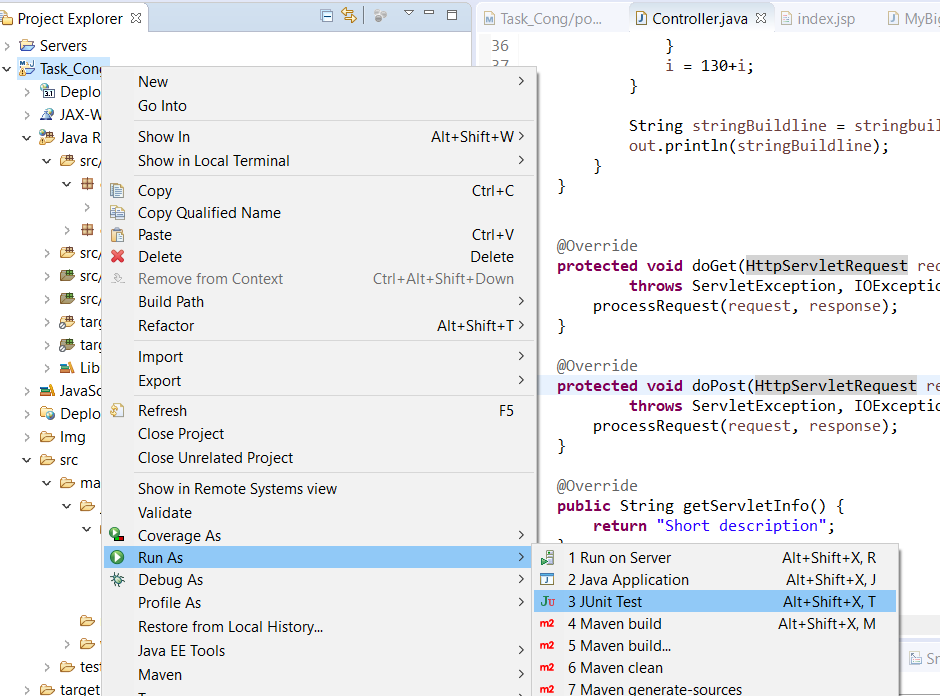 Project Explorer
Servers
Task_Cong
Deplo
JAX-W
Java R
src/
src/
src/
src/
targ
targ
Lib
JavaSc
Deplo
Img
src
ma
test
target
New
Go Into
Show In Alt+Shift+W
Show in Local Terminal
Copy Ctrl+C
Copy Qualified Name
Paste Ctrl+V
Delete Delete
Remove from Context Ctrl+Alt+Shift+Down
Build Path
Refactor Alt+Shift+T
Import
Export
Refresh F5
Close Project
Close Unrelated Project
Show in Remote Systems view
Validate
Coverage As
Run As
Debug As
Profile As
Restore from Local History...
Java EE Tools
Maven
1 Run on Server Alt+Shift+X, R
2 Java Application Alt+Shift+X, J
3 JUnit Test Alt+Shift+X, T
4 Maven build Alt+Shift+X, M
5 Maven build...
6 Maven clean
7 Maven generate-sources
Task_Cong/po... Controller.java index.jsp MyBig
36 }
37 i = 130+i;
}
String stringBuildline = stringbuil
out.println(stringBuildline);
}
}
@Override
protected void doGet(HttpServletRequest req
throws ServletException, IOExceptio
processRequest(request, response);
}
@Override
protected void doPost(HttpServletRequest re
throws ServletException, IOExceptio
processRequest(request, response);
}
@Override
public String getServletInfo() {
return "Short description";
Sn